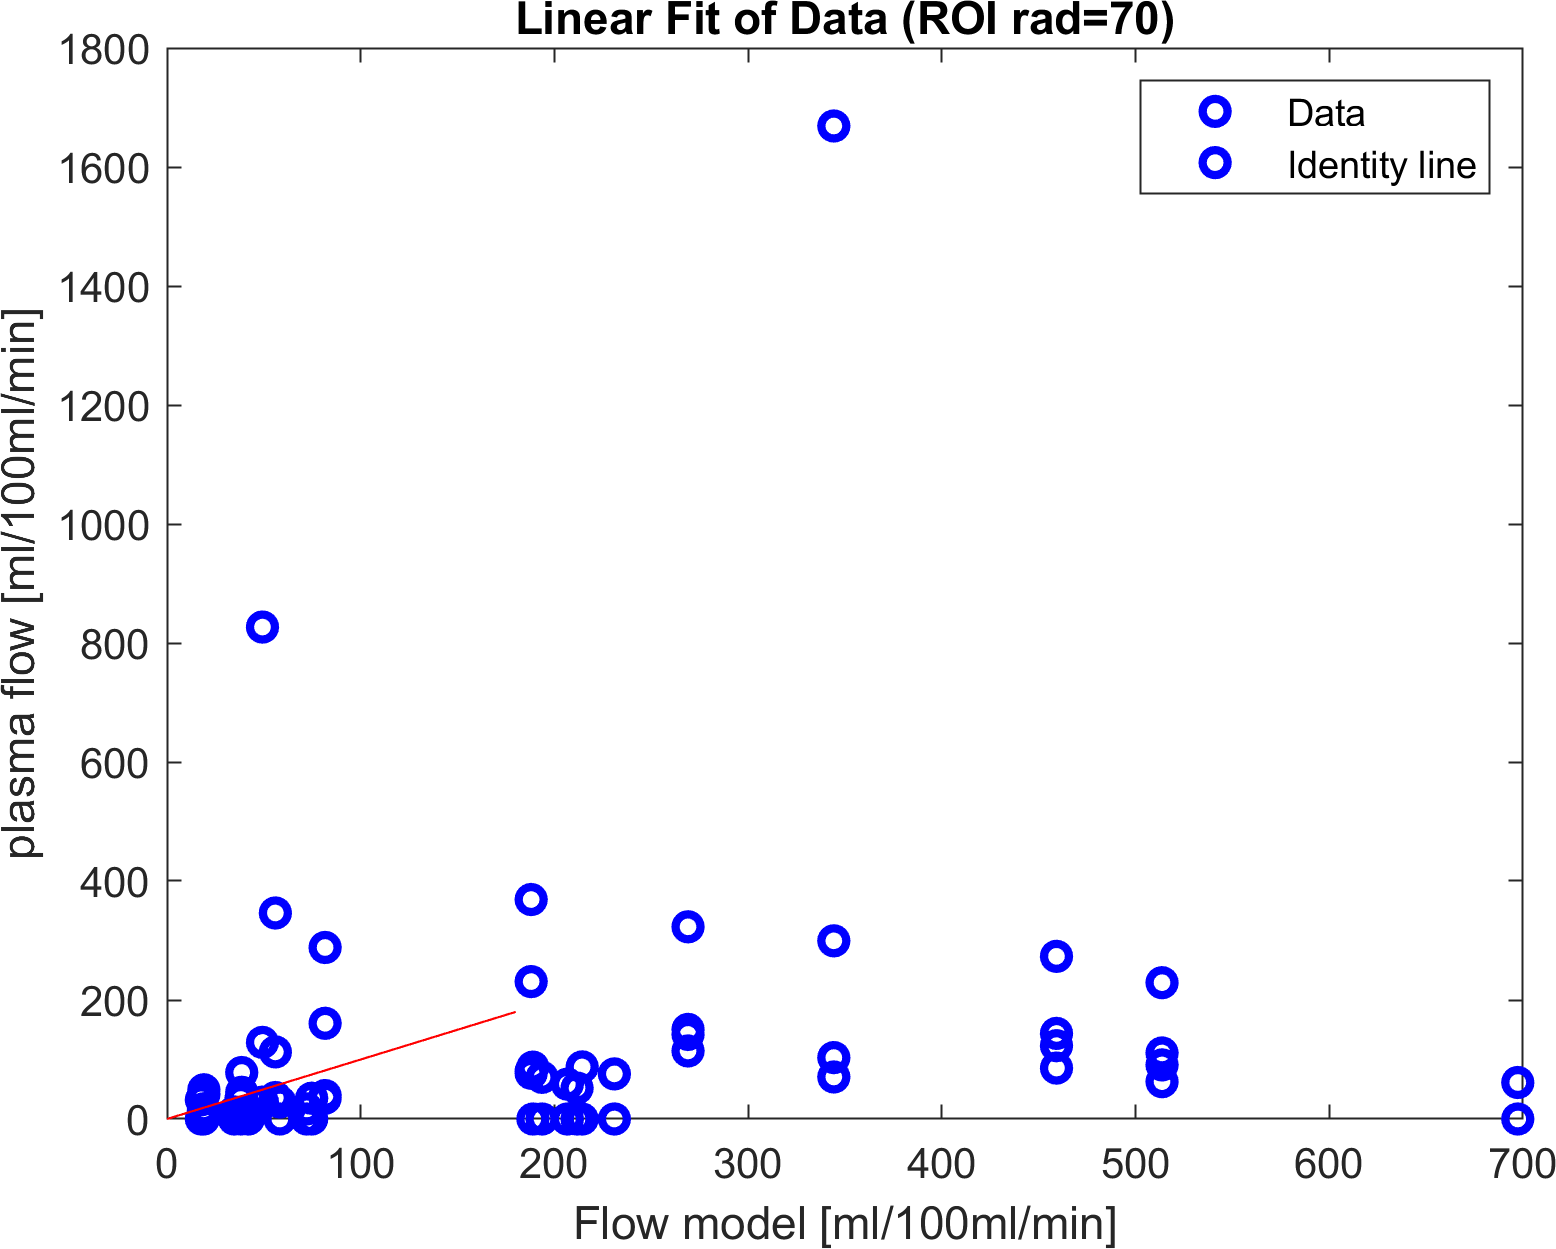 Linear Fit of Data (ROI rad=70)
1800
1600
1400
1200
1000
800
600
400
200
0
plasma flow [ml/100ml/min]
Data
Identity line
0 100 200 300 400 500 600 700
Flow model [ml/100ml/min]